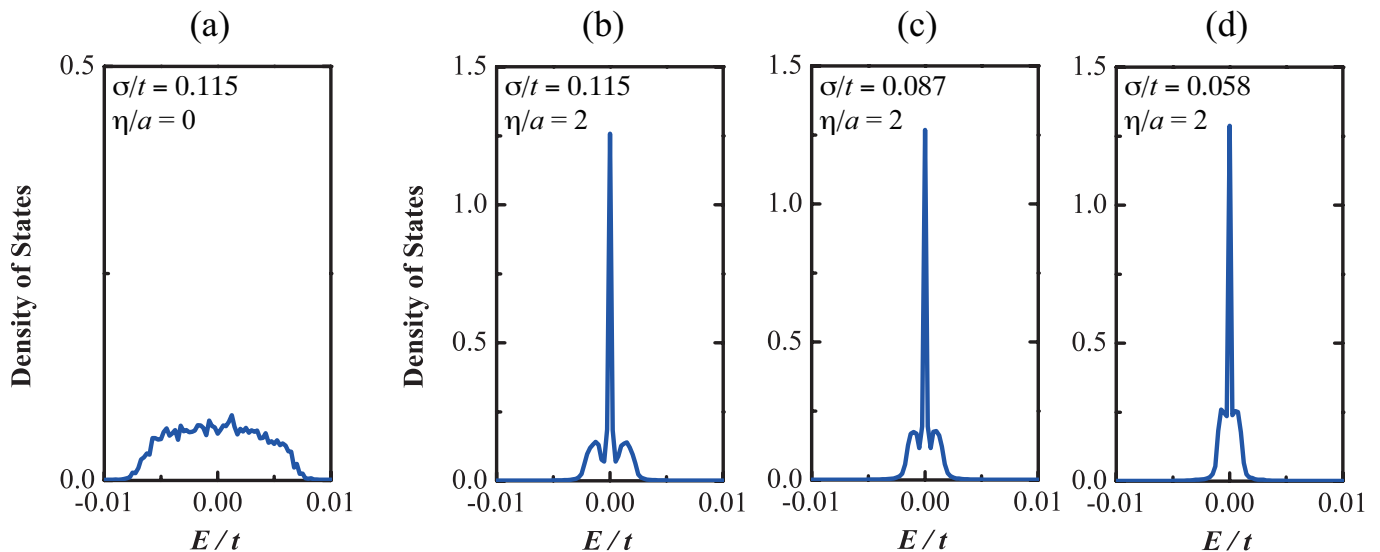 (a)
(b)
(c)
(d)
0.5
0.0
σ/t = 0.115
η/a = 0
-0.01
0.00
0.01
E / t
Density of States
1.5
1.0
0.5
0.0
σ/t = 0.115
η/a = 2
-0.01
0.00
0.01
E / t
Density of States
1.5
1.0
0.5
0.0
σ/t = 0.087
η/a = 2
-0.01
0.00
0.01
E / t
1.5
1.0
0.5
0.0
σ/t = 0.058
η/a = 2
-0.01
0.00
0.01
E / t